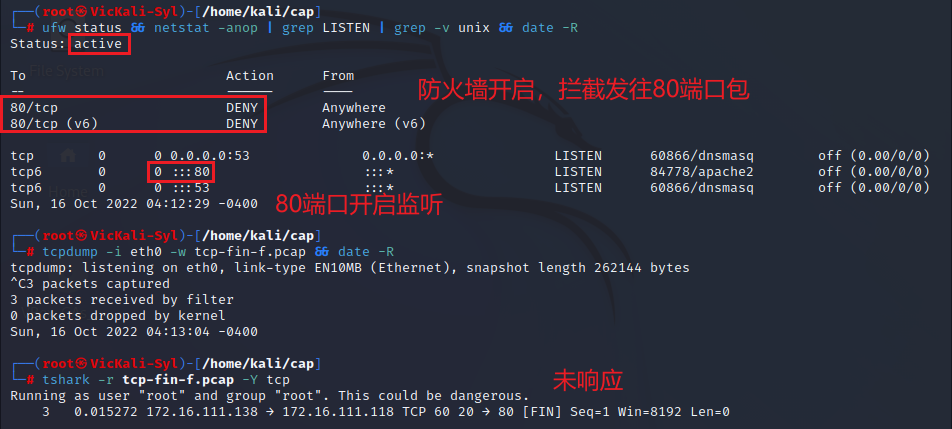 ┌──(root㉿VicKali-Syl)-[/home/kali/cap]
└─# ufw status && netstat -anop | grep LISTEN | grep -v unix && date -R
Status: active
File System
To Action From
-- ------ ----
防火墙开启，拦截发往80端口包
80/tcp DENY Anywhere
80/tcp (v6) DENY Anywhere (v6)
tcp 0 0 0.0.0.0:53 0.0.0.0:* LISTEN 60866/dnsmasq off (0.00/0/0)
tcp6 0 0 :::80 :::* LISTEN 84778/apache2 off (0.00/0/0)
tcp6 0 0 :::53 :::* LISTEN 60866/dnsmasq off (0.00/0/0)
Home
Sun, 16 Oct 2022 04:12:29 -0400
80端口开启监听
┌──(root㉿VicKali-Syl)-[/home/kali/cap]
└─# tcpdump -i eth0 -w tcp-fin-f.pcap && date -R
tcpdump: listening on eth0, link-type EN10MB (Ethernet), snapshot length 262144 bytes
^C3 packets captured
3 packets received by filter
0 packets dropped by kernel
Sun, 16 Oct 2022 04:13:04 -0400
┌──(root㉿VicKali-Syl)-[/home/kali/cap]
└─# tshark -r tcp-fin-f.pcap -Y tcp
未响应
Running as user "root" and group "root". This could be dangerous.
3 0.015272 172.16.111.138 → 172.16.111.118 TCP 60 20 → 80 [FIN] Seq=1 Win=8192 Len=0